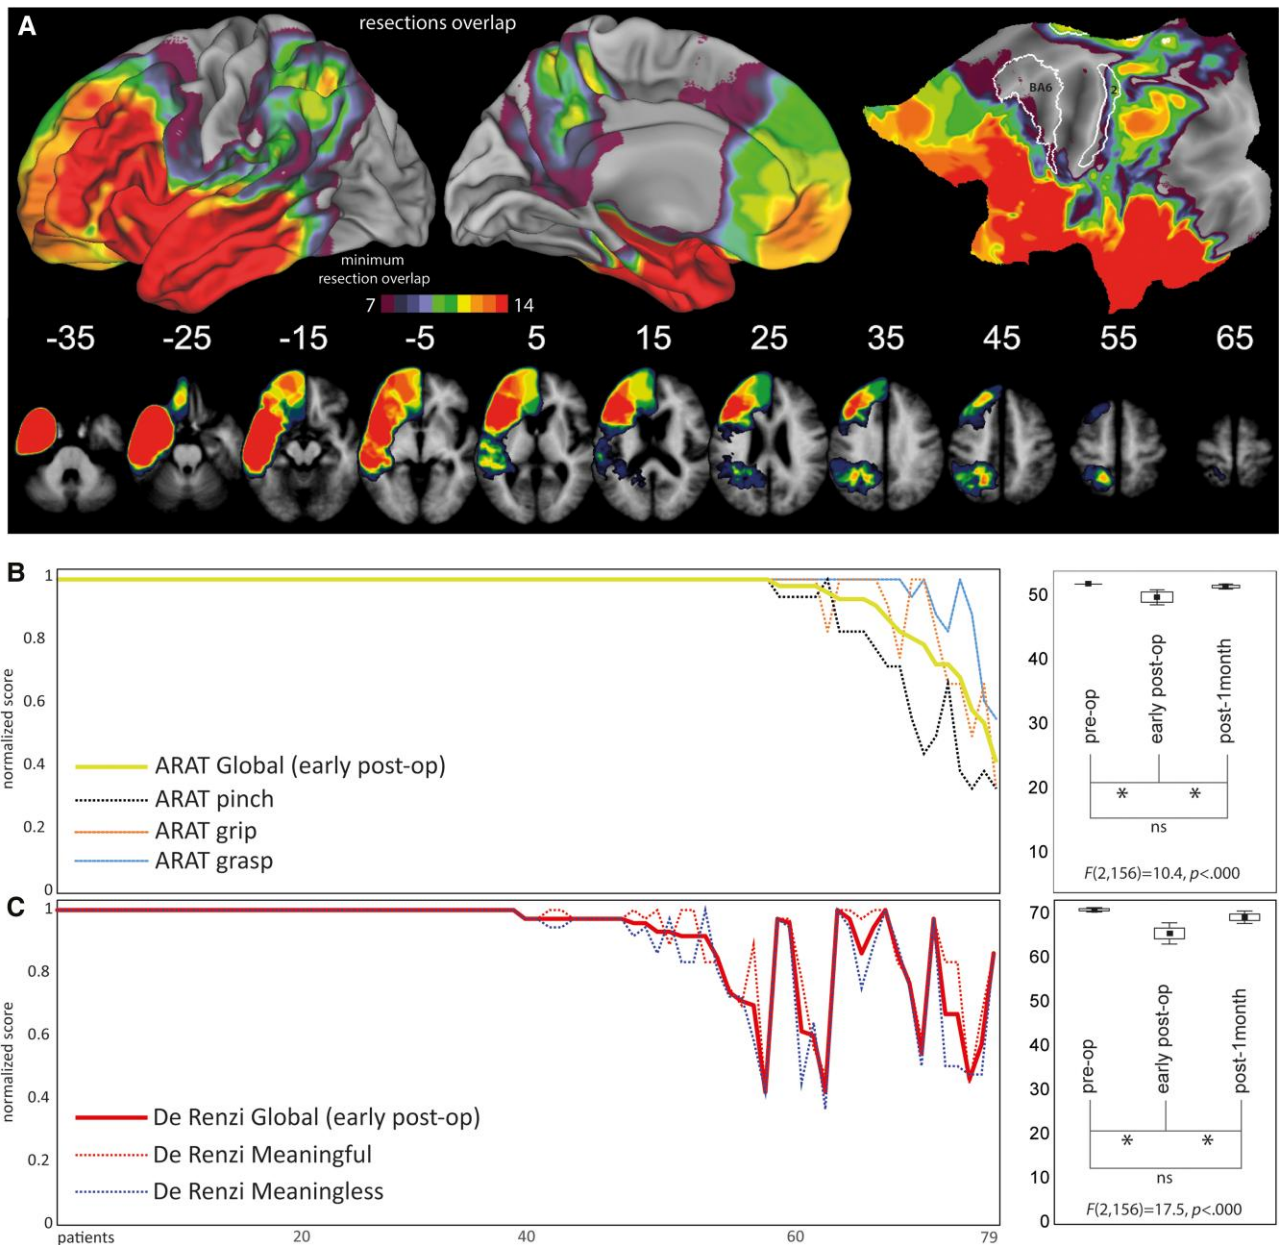 A
resections overlap
BA6
2
minimum
resection overlap
7
14
-35 -25 -15 -5 5 15 25 35 45 55 65
B
normalized score
1
0.8
0.6
0.4
0.2
0
ARAT Global (early post-op)
ARAT pinch
ARAT grip
ARAT grasp
50
40
30
20
10
pre-op
early post-op
post-1month
* *
ns
F(2,156)=10.4, p<.000
C
normalized score
1
0.8
0.6
0.4
0.2
0
De Renzi Global (early post-op)
De Renzi Meaningful
De Renzi Meaningless
patients 20 40 60 79
70
60
50
40
30
20
10
0
pre-op
early post-op
post-1month
* *
ns
F(2,156)=17.5, p<.000